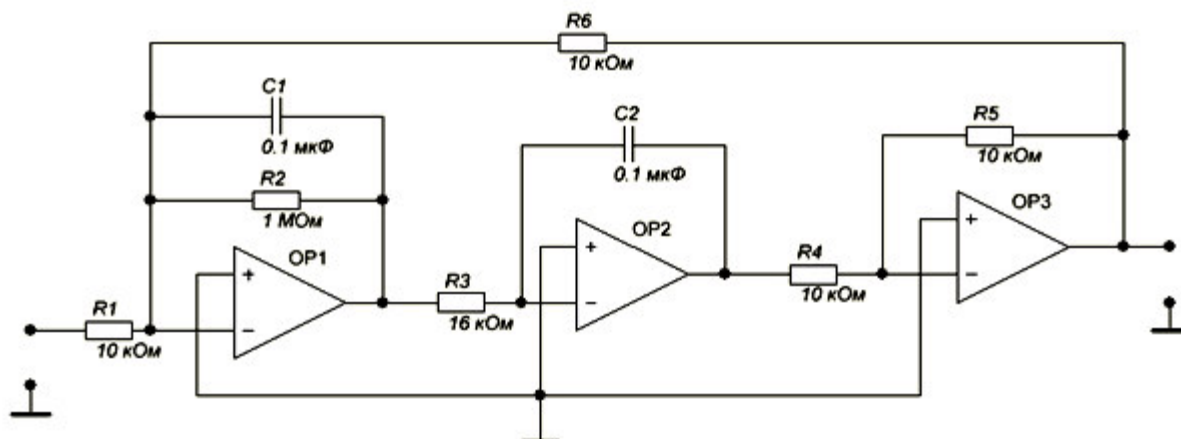 R6
10 кОм
C1
0.1 мкФ
C2
0.1 мкФ
R5
10 кОм
R2
1 МОм
OP1
+
−
OP2
+
−
OP3
+
−
R1
10 кОм
R3
16 кОм
R4
10 кОм